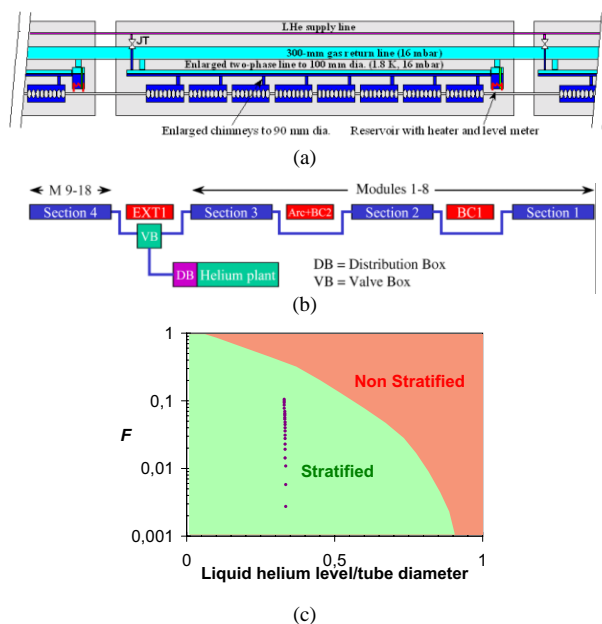 LHe supply line
JT
300-mm gas return line (16 mbar)
Enlarged two-phase line to 100 mm dia. (1.8 K, 16 mbar)
Enlarged chimneys to 90 mm dia.
Reservoir with heater and level meter
(a)
M 9-18
Modules 1-8
Section 4
EXT1
Section 3
Arc+BC2
Section 2
BC1
Section 1
VB
DB
Helium plant
DB = Distribution Box
VB = Valve Box
(b)
1
Non Stratified
0,1
F
0,01
Stratified
0,001
0
0,5
1
Liquid helium level/tube diameter
(c)